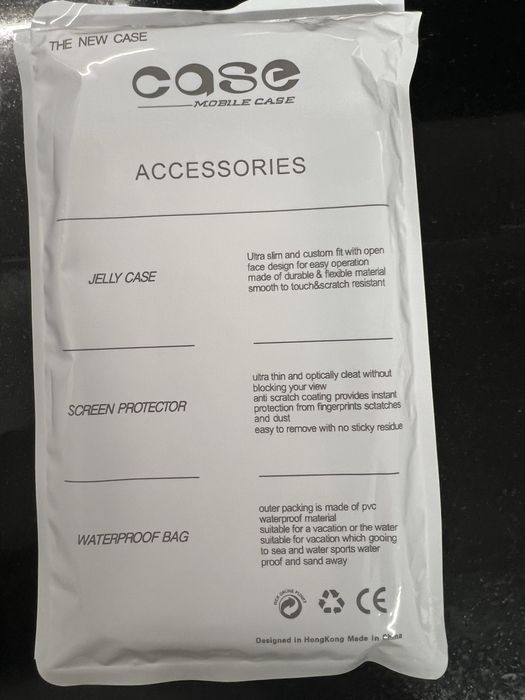 THE NEW CASE
case
MOBILE CASE
ACCESSORIES
JELLY CASE
Ultra slim and custom fit with open
face design for easy operation
made of durable & flexible material
smooth to touch&scratch resistant
SCREEN PROTECTOR
ultra thin and optically cleat without
blocking your view
anti scratch coating provides instant
protection from fingerprints sctatches
and dust
easy to remove with no sticky residue
WATERPROOF BAG
outer packing is made of pvc
waterproof material
suitable for a vacation or the water
suitable for vacation which gooing
to sea and water sports water
proof and sand away
DER GRÜNE PUNKT
CE
Designed in HongKong Made in China